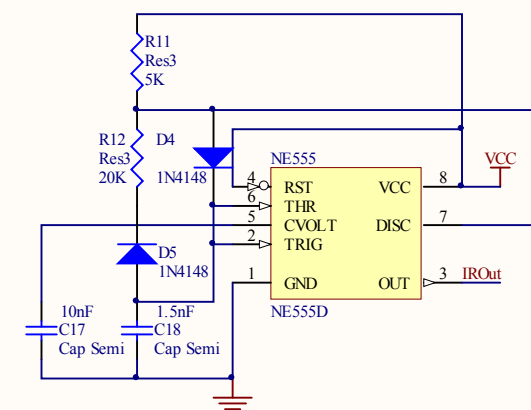 R11
Res3
5K
R12
Res3
20K
D4
1N4148
NE555
VCC
4
RST
VCC
8
6
THR
5
CVOLT
DISC
7
2
TRIG
D5
1N4148
1
GND
OUT
3
IROut
NE555D
10nF
C17
Cap Semi
1.5nF
C18
Cap Semi